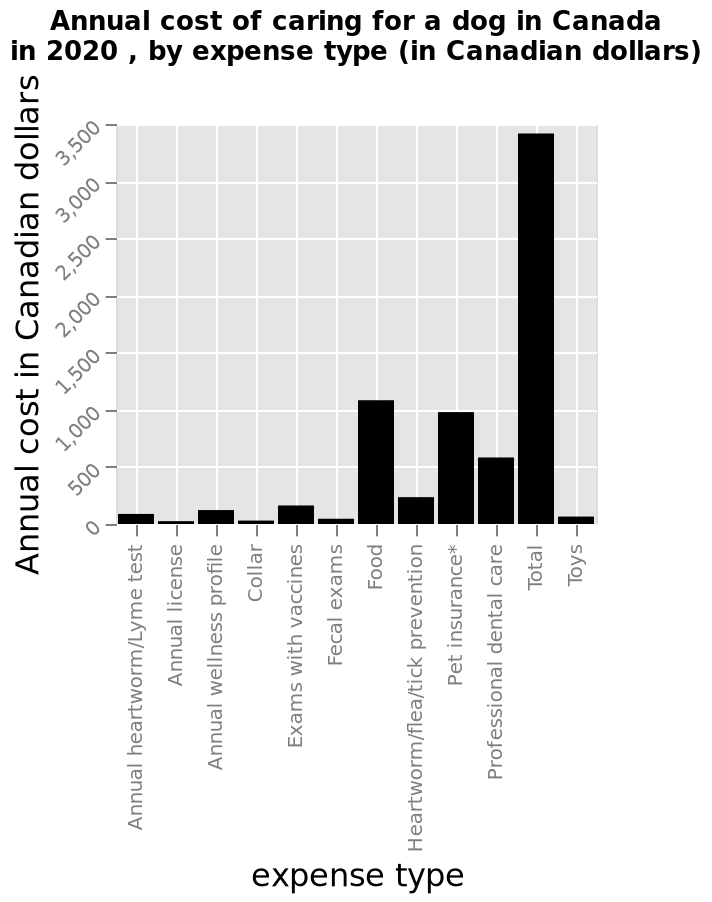 Annual cost of caring for a dog in Canada
in 2020 , by expense type (in Canadian dollars)
Annual cost in Canadian dollars
3,500
3,000
2,500
2,000
1,500
1,000
500
0
Annual heartworm/Lyme test
Annual license
Annual wellness profile
Collar
Exams with vaccines
Fecal exams
Food
Heartworm/flea/tick prevention
Pet insurance*
Professional dental care
Total
Toys
expense type